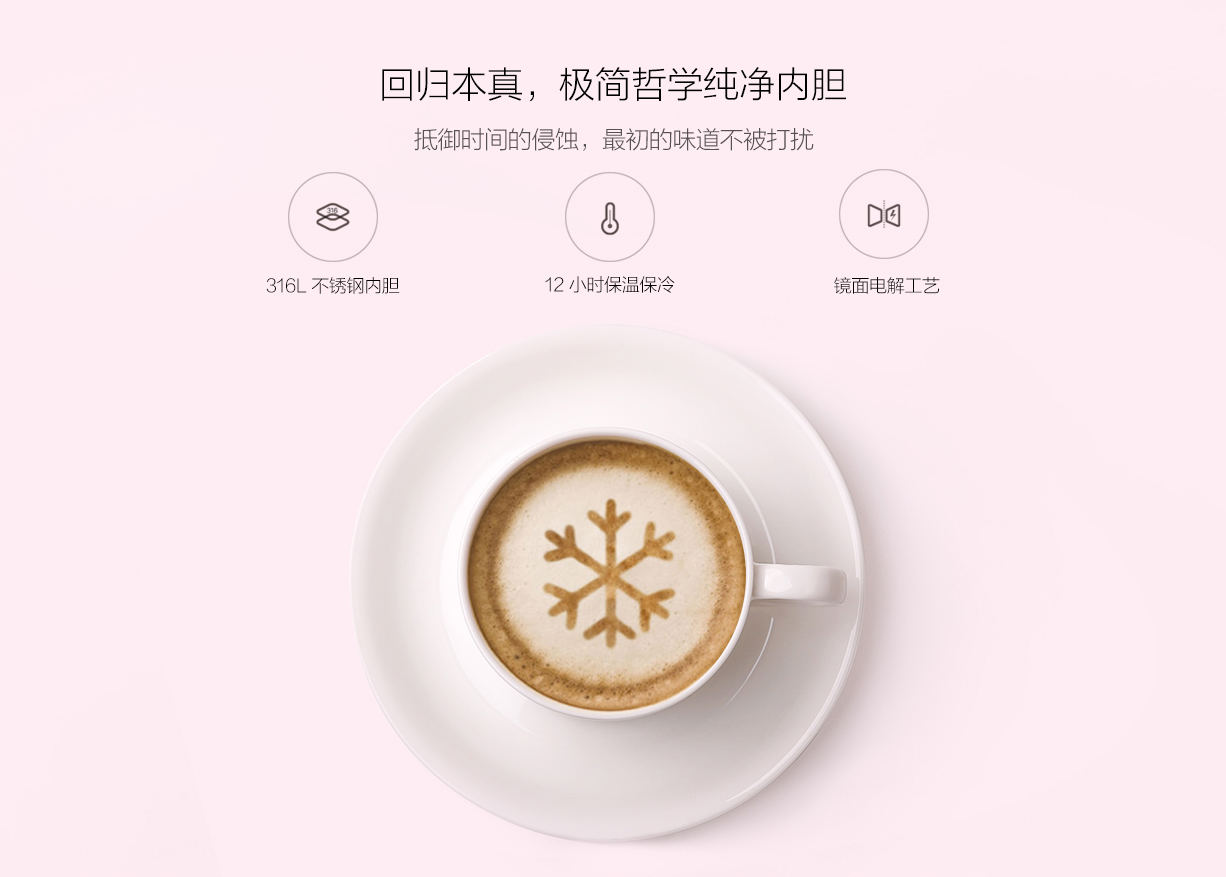 回归本真，极简哲学纯净内胆
抵御时间的侵蚀，最初的味道不被打扰
316
316L 不锈钢内胆
12 小时保温保冷
镜面电解工艺